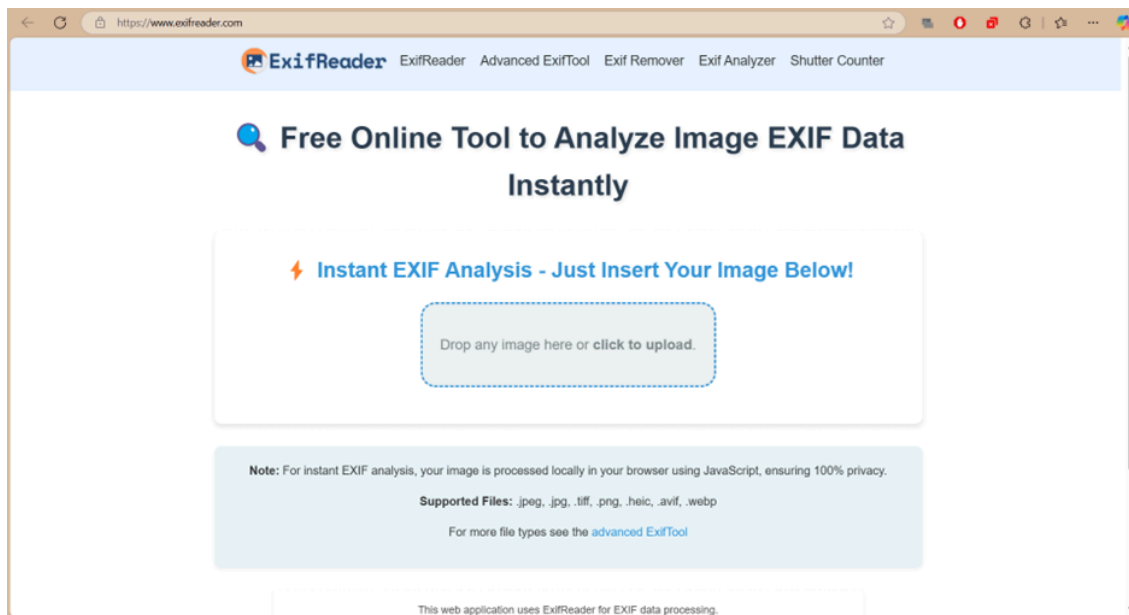 https://www.exifreader.com
ExifReader ExifReader Advanced ExifTool Exif Remover Exif Analyzer Shutter Counter
Free Online Tool to Analyze Image EXIF Data
Instantly
Instant EXIF Analysis - Just Insert Your Image Below!
Drop any image here or click to upload.
Note: For instant EXIF analysis, your image is processed locally in your browser using JavaScript, ensuring 100% privacy.
Supported Files: .jpeg, .jpg, .tiff, .png, .heic, .avif, .webp
For more file types see the advanced ExifTool
This web application uses ExifReader for EXIF data processing.